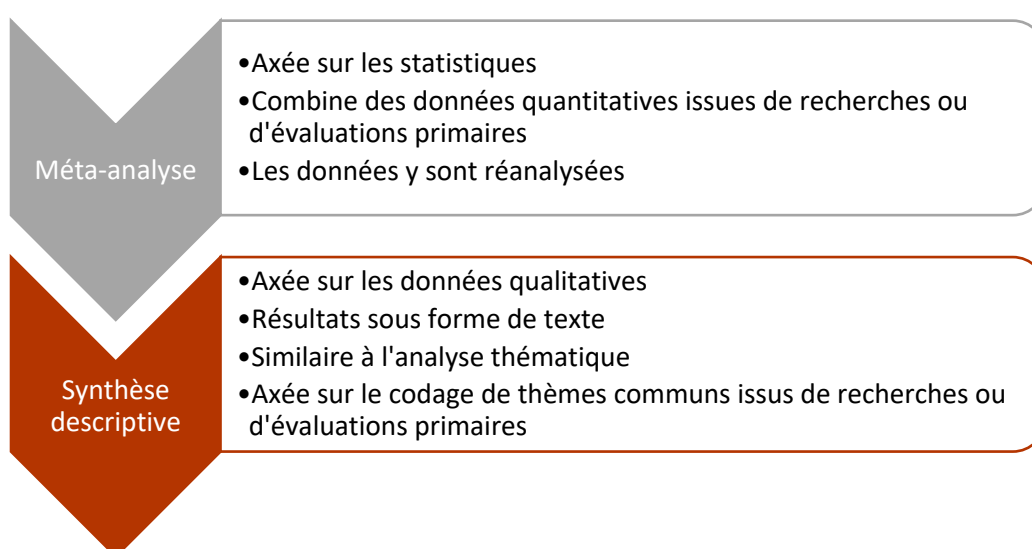 Méta-analyse
•Axée sur les statistiques
•Combine des données quantitatives issues de recherches ou
d'évaluations primaires
•Les données y sont réanalysées
Synthèse
descriptive
•Axée sur les données qualitatives
•Résultats sous forme de texte
•Similaire à l'analyse thématique
•Axée sur le codage de thèmes communs issus de recherches ou
d'évaluations primaires